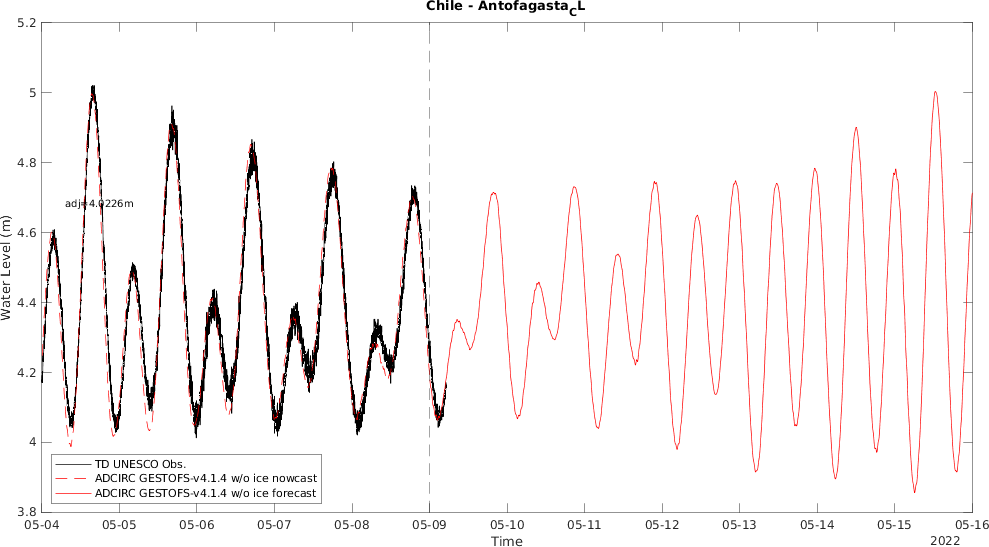 Chile - Antofagasta_CL
5.2
5
4.8
4.6
4.4
4.2
4
3.8
Water Level (m)
adj=4.0226m
TD UNESCO Obs.
ADCIRC GESTOFS-v4.1.4 w/o ice nowcast
ADCIRC GESTOFS-v4.1.4 w/o ice forecast
05-04 05-05 05-06 05-07 05-08 05-09 05-10 05-11 05-12 05-13 05-14 05-15 05-16
Time
2022